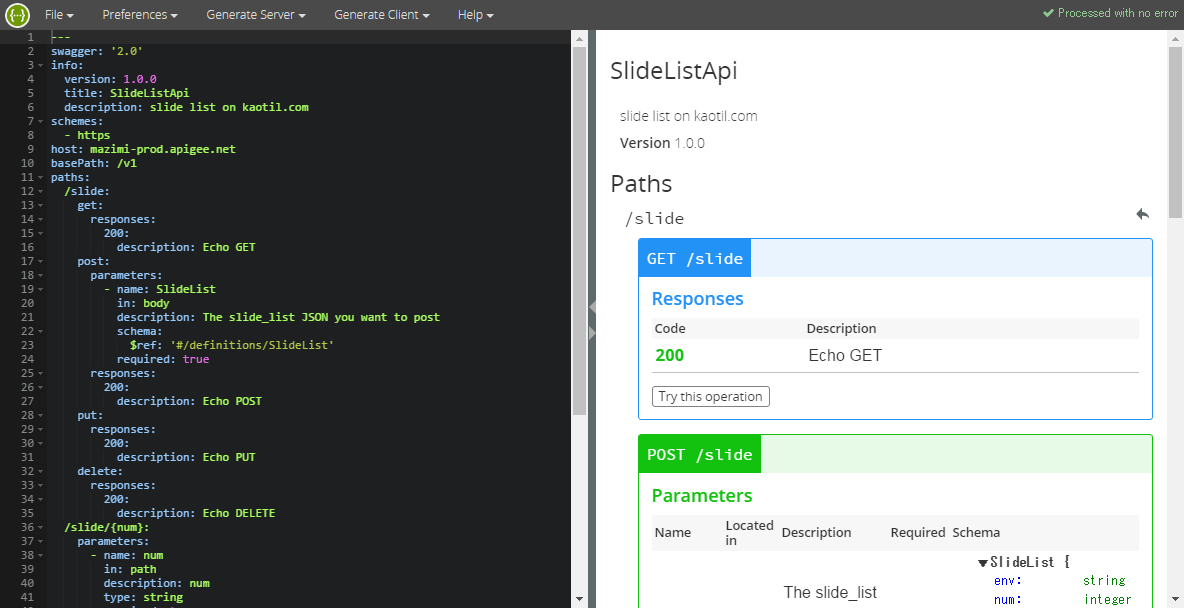 {···} File Preferences Generate Server Generate Client Help Processed with no error
1 ---
2 swagger: '2.0'
3 info:
4 version: 1.0.0
5 title: SlideListApi
6 description: slide list on kaotil.com
7 schemes:
8 - https
9 host: mazimi-prod.apigee.net
10 basePath: /v1
11 paths:
12 /slide:
13 get:
14 responses:
15 200:
16 description: Echo GET
17 post:
18 parameters:
19 - name: SlideList
20 in: body
21 description: The slide_list JSON you want to post
22 schema:
23 $ref: '#/definitions/SlideList'
24 required: true
25 responses:
26 200:
27 description: Echo POST
28 put:
29 responses:
30 200:
31 description: Echo PUT
32 delete:
33 responses:
34 200:
35 description: Echo DELETE
36 /slide/{num}:
37 parameters:
38 - name: num
39 in: path
40 description: num
41 type: string
SlideListApi
slide list on kaotil.com
Version 1.0.0
Paths
/slide
GET /slide
Responses
Code Description
200 Echo GET
Try this operation
POST /slide
Parameters
Name Located in Description Required Schema
SlideList {
env: string
The slide_list
num: integer